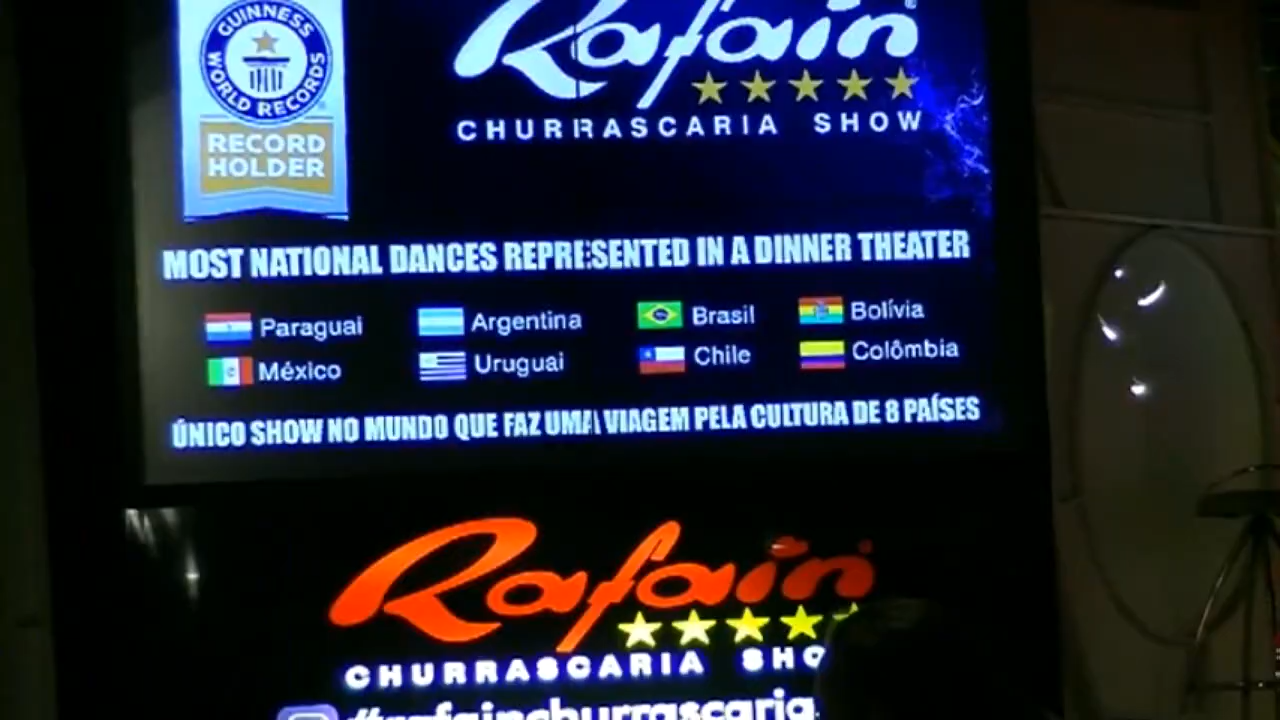 GUINNESS WORLD RECORDS
RECORD
HOLDER
Rafain
CHURRASCARIA SHOW
MOST NATIONAL DANCES REPRESENTED IN A DINNER THEATER
Paraguai Argentina Brasil Bolívia
México Uruguai Chile Colômbia
ÚNICO SHOW NO MUNDO QUE FAZ UMA VIAGEM PELA CULTURA DE 8 PAÍSES
Rafain
CHURRASCARIA SHO
#rafainchurrascaria